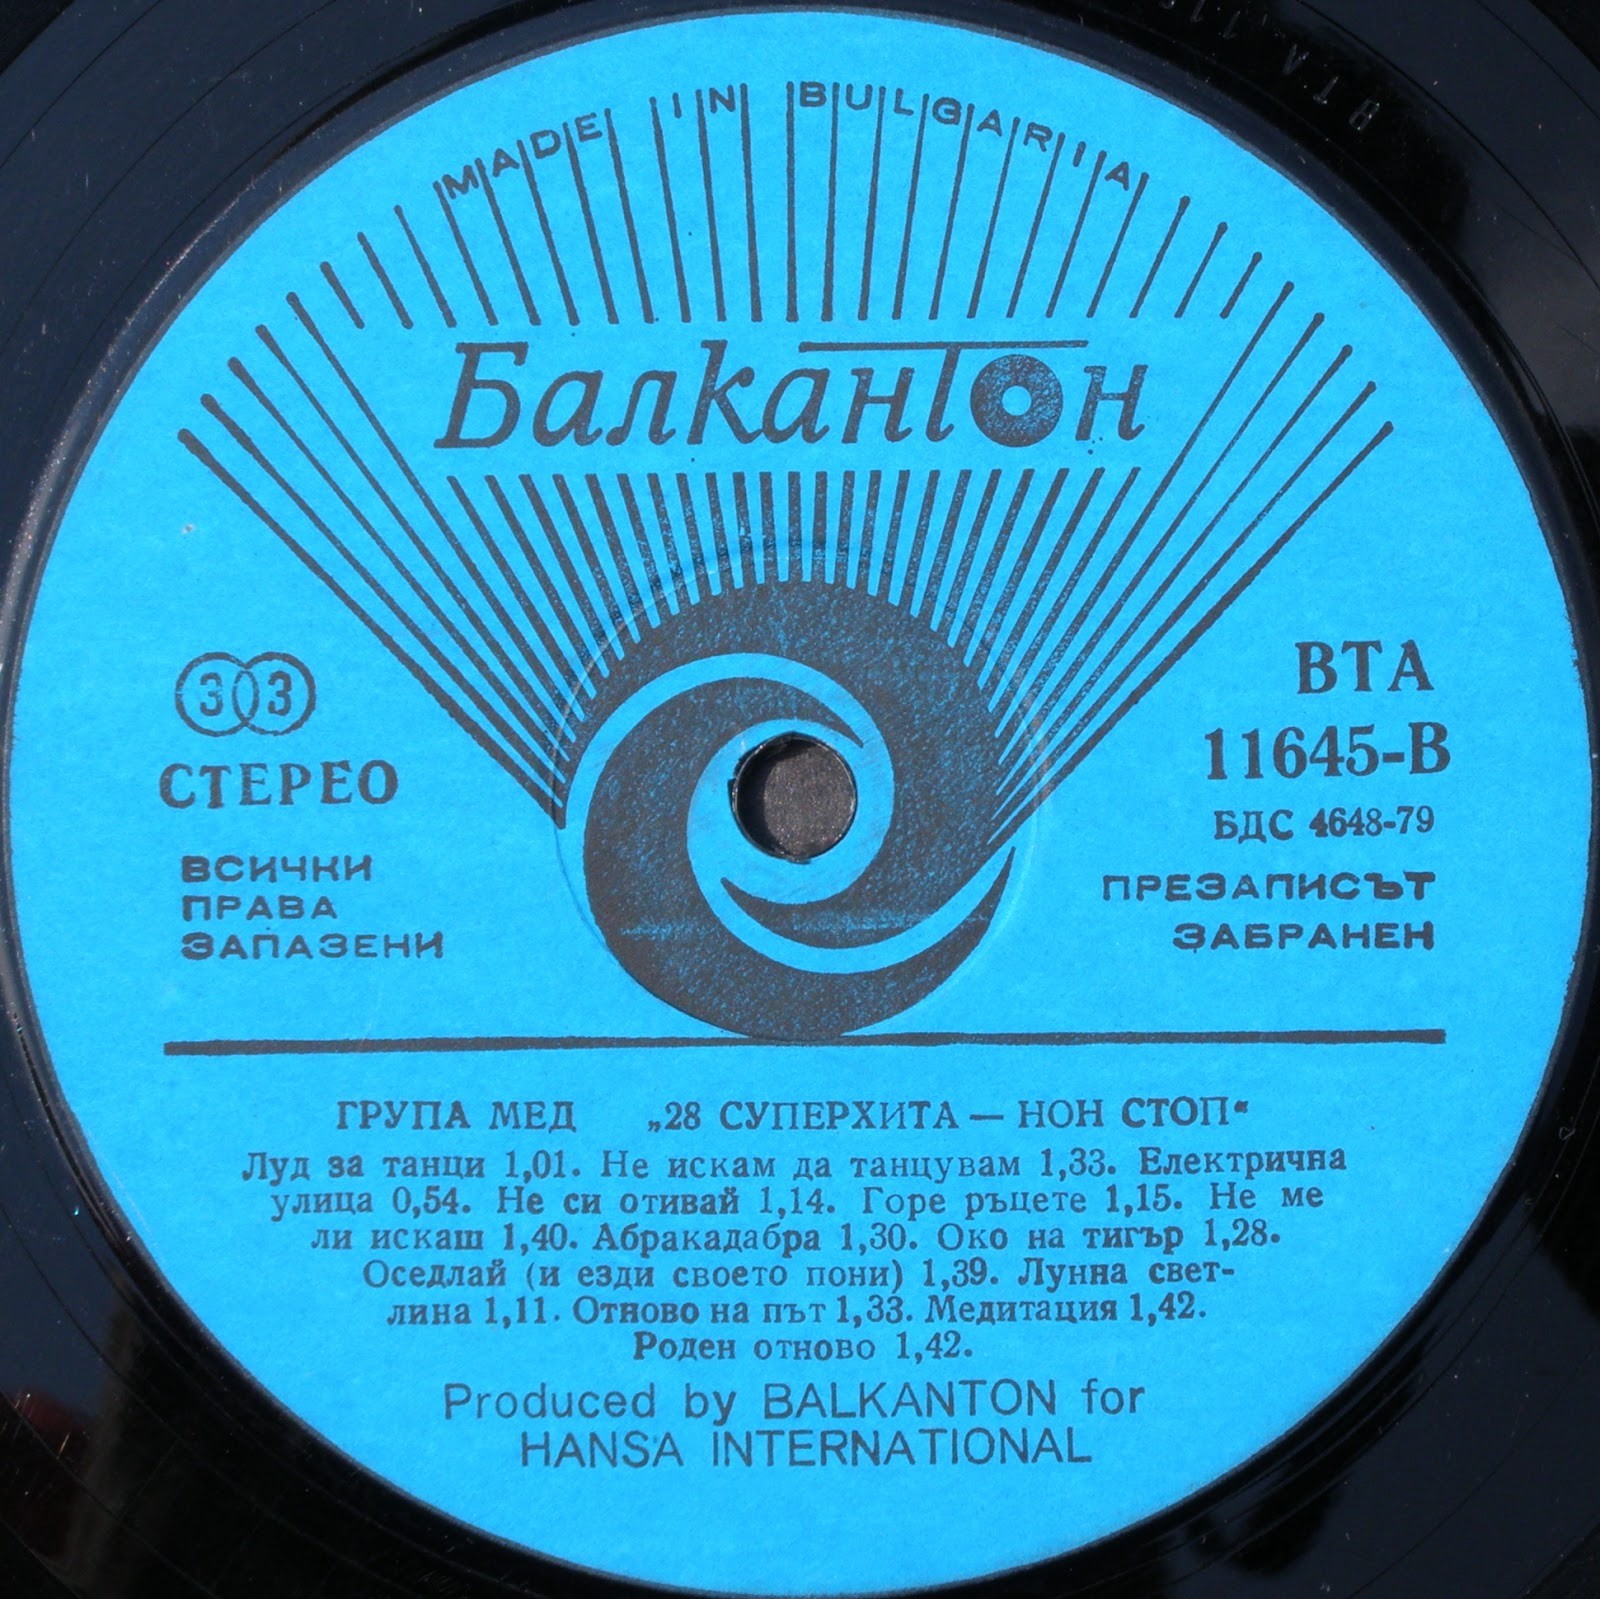 MADE IN BULGARIA
Балкантон
33
СТЕРЕО
ВСИЧКИ
ПРАВА
ЗАПАЗЕНИ
ВТА
11645-В
БДС 4648-79
ПРЕЗАПИСЪТ
ЗАБРАНЕН
ГРУПА МЕД „28 СУПЕРХИТА — НОН СТОП“
Луд за танци 1,01. Не искам да танцувам 1,33. Електрична
улица 0,54. Не си отивай 1,14. Горе ръцете 1,15. Не ме
ли искаш 1,40. Абракадабра 1,30. Око на тигър 1,28.
Оседлай (и езди своето пони) 1,39. Лунна свет-
лина 1,11. Отново на път 1,33. Медитация 1,42.
Роден отново 1,42.
Produced by BALKANTON for
HANSA INTERNATIONAL